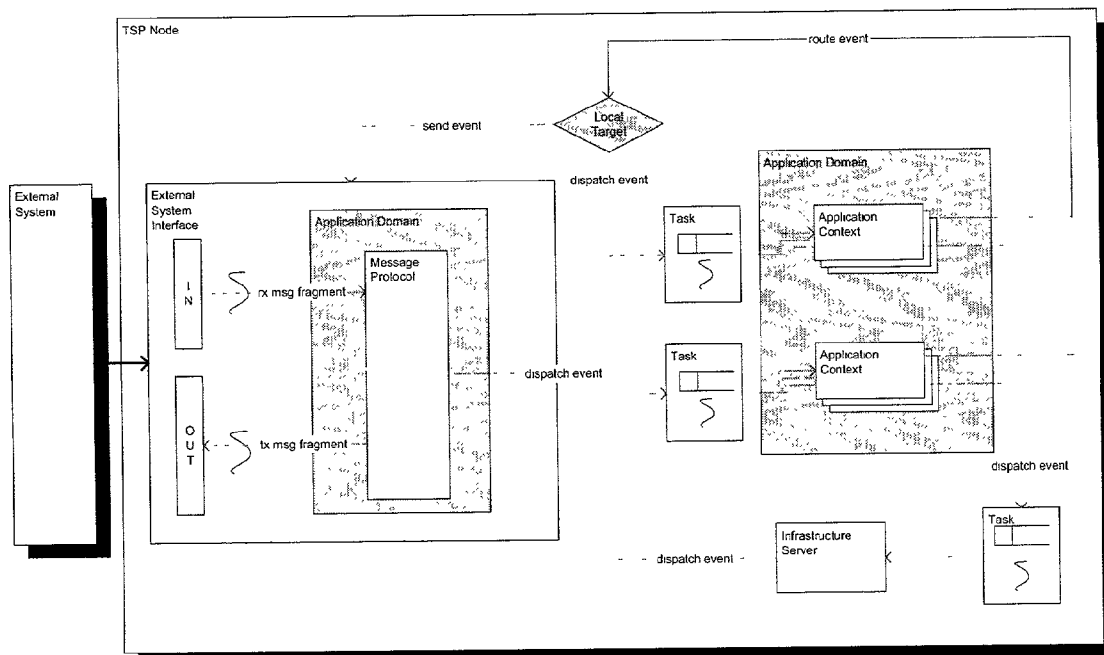 TSP Node
route event
Local
Target
send event
dispatch event
Application Domain
External
System
External
System
Interface
Application Domain
Task
Application
Context
Message
Protocol
I
N
rx msg fragment
Task
Application
Context
dispatch event
O
U
T
tx msg fragment
dispatch event
Infrastructure
Server
Task
dispatch event